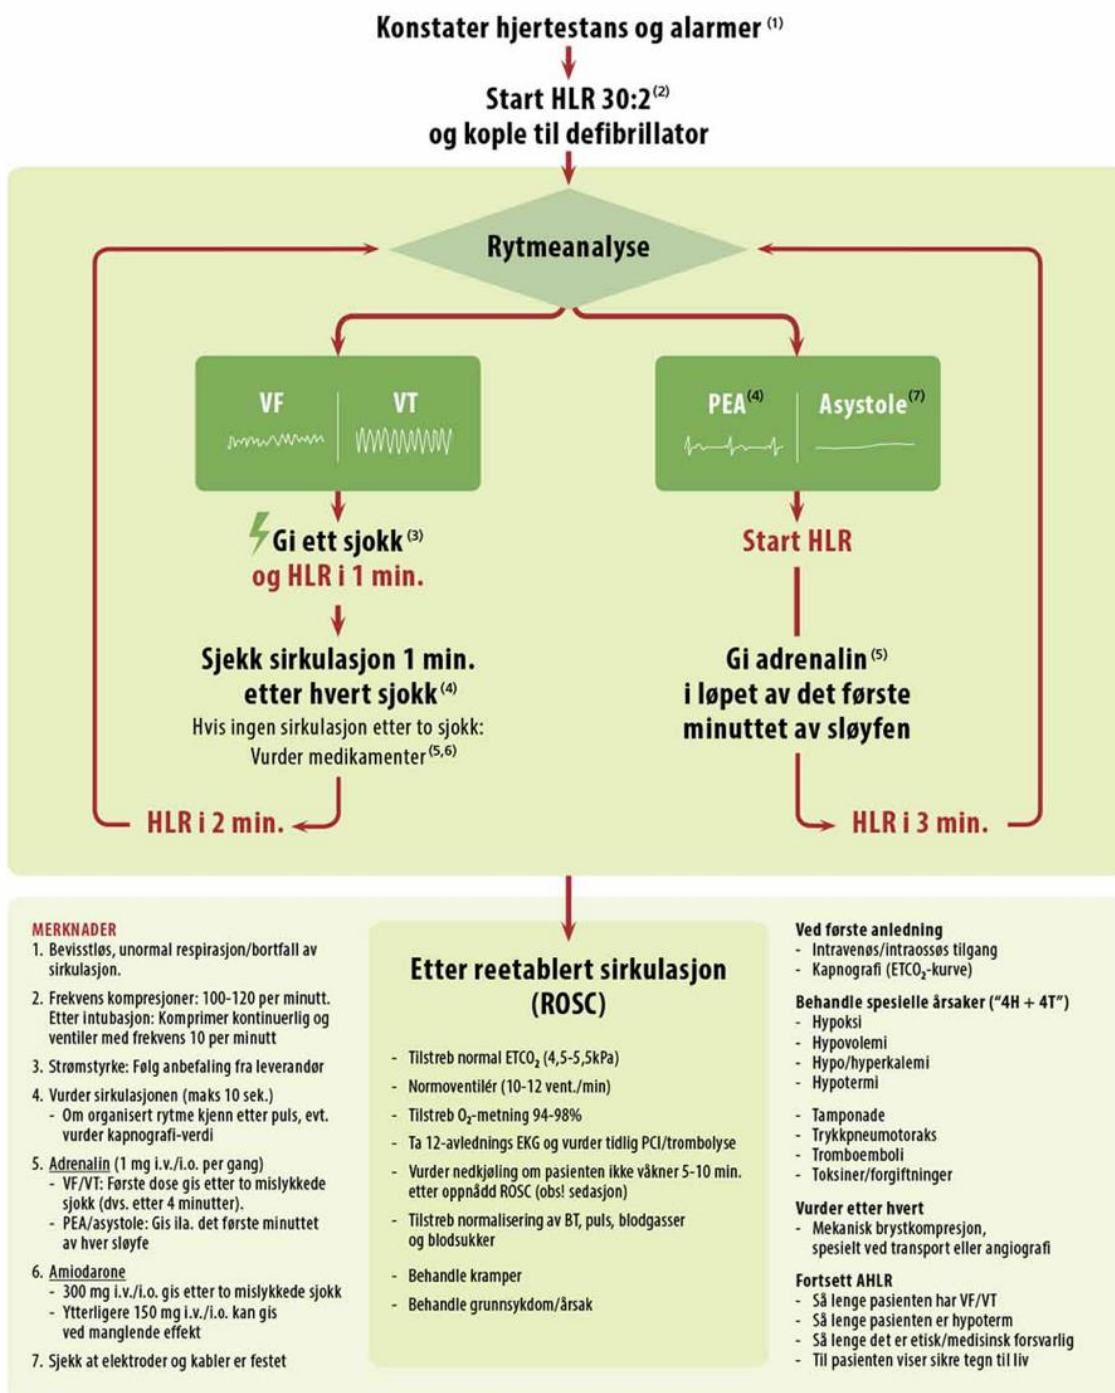 Konstater hjertestans og alarmer (1)
Start HLR 30:2(2)
og kople til defibrillator
Rytmeanalyse
VF
VT
PEA(4)
Asystole(7)
Gi ett sjokk (3)
og HLR i 1 min.
Sjekk sirkulasjon 1 min.
etter hvert sjokk(4)
Hvis ingen sirkulasjon etter to sjokk:
Vurder medikamenter(5,6)
HLR i 2 min.
Start HLR
Gi adrenalin(5)
i løpet av det første
minuttet av sløyfen
HLR i 3 min.
MERKNADER
1. Bevisstløs, unormal respirasjon/bortfall av
sirkulasjon.
2. Frekvens kompresjoner: 100-120 per minutt.
Etter intubasjon: Komprimer kontinuerlig og
ventiler med frekvens 10 per minutt
3. Strømstyrke: Følg anbefaling fra leverandør
4. Vurder sirkulasjonen (maks 10 sek.)
- Om organisert rytme kjenn etter puls, evt.
vurder kapnografi-verdi
5. Adrenalin (1 mg i.v./i.o. per gang)
- VF/VT: Første dose gis etter to mislykkede
sjokk (dvs. etter 4 minutter).
- PEA/asystole: Gis ila. det første minuttet
av hver sløyfe
6. Amiodarone
- 300 mg i.v./i.o. gis etter to mislykkede sjokk
- Ytterligere 150 mg i.v./i.o. kan gis
ved manglende effekt
7. Sjekk at elektroder og kabler er festet
Etter reetablert sirkulasjon
(ROSC)
- Tilstreb normal ETCO₂ (4,5-5,5kPa)
- Normoventilér (10-12 vent./min)
- Tilstreb O₂-metning 94-98%
- Ta 12-avlednings EKG og vurder tidlig PCI/trombolyse
- Vurder nedkjøling om pasienten ikke våkner 5-10 min.
etter oppnådd ROSC (obs! sedasjon)
- Tilstreb normalisering av BT, puls, blodgasser
og blodsukker
- Behandle kramper
- Behandle grunnsykdom/årsak
Ved første anledning
- Intravenøs/intraossøs tilgang
- Kapnografi (ETCO₂-kurve)
Behandle spesielle årsaker (“4H + 4T”)
- Hypoksi
- Hypovolemi
- Hypo/hyperkalemi
- Hypotermi
- Tamponade
- Trykkpneumotoraks
- Tromboemboli
- Toksiner/forgiftninger
Vurder etter hvert
- Mekanisk brystkompresjon,
spesielt ved transport eller angiografi
Fortsett AHLR
- Så lenge pasienten har VF/VT
- Så lenge pasienten er hypoterm
- Så lenge det er etisk/medisinsk forsvarlig
- Til pasienten viser sikre tegn til liv